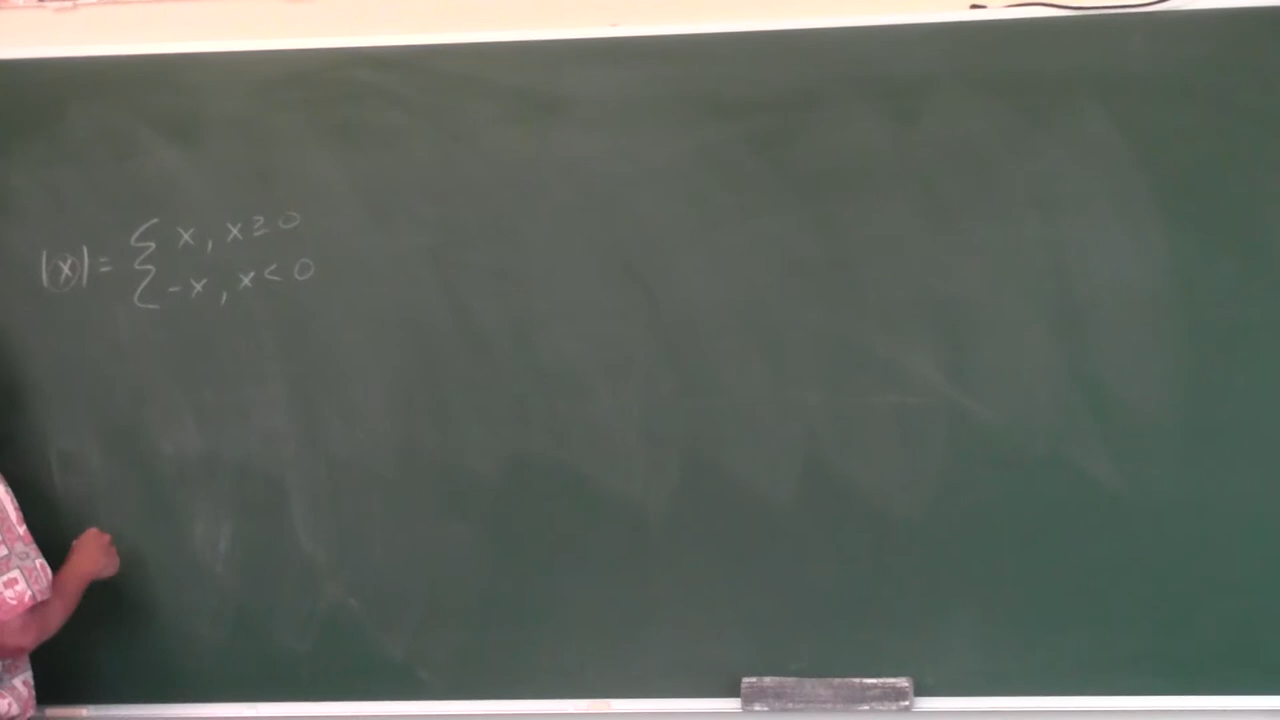 |x| = { x, x ≥ 0
-x, x < 0